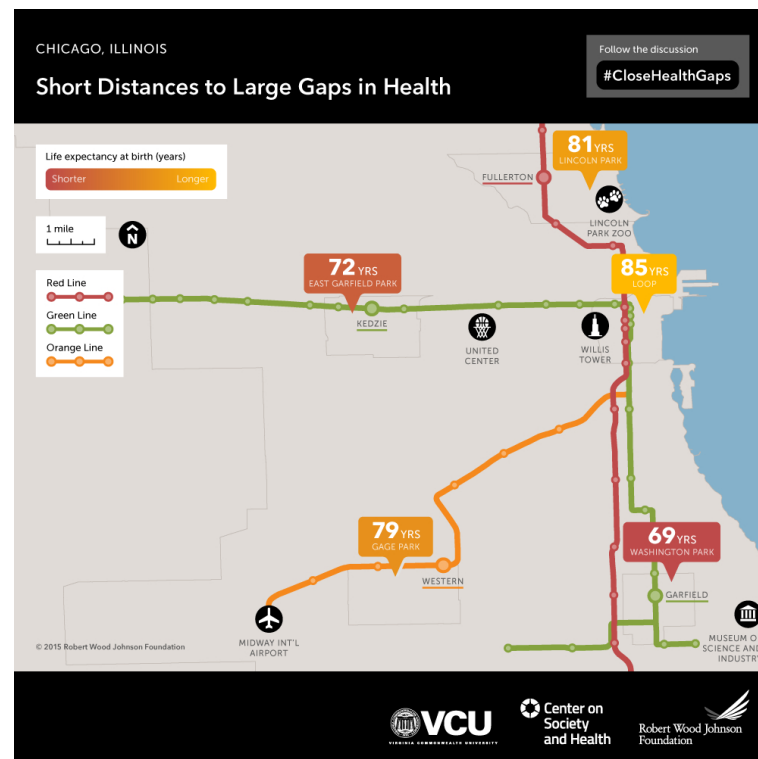 CHICAGO, ILLINOIS
Short Distances to Large Gaps in Health
Follow the discussion
#CloseHealthGaps
Life expectancy at birth (years)
Shorter Longer
1 mile
N
Red Line
Green Line
Orange Line
81 YRS
LINCOLN PARK
FULLERTON
LINCOLN
PARK ZOO
72 YRS
EAST GARFIELD PARK
KEDZIE
85 YRS
LOOP
UNITED
CENTER
WILLIS
TOWER
79 YRS
GAGE PARK
WESTERN
69 YRS
WASHINGTON PARK
GARFIELD
MIDWAY INT'L
AIRPORT
MUSEUM O
SCIENCE AND
INDUSTR
© 2015 Robert Wood Johnson Foundation
VCU
VIRGINIA COMMONWEALTH UNIVERSITY
Center on
Society
and Health
Robert Wood Johnson
Foundation